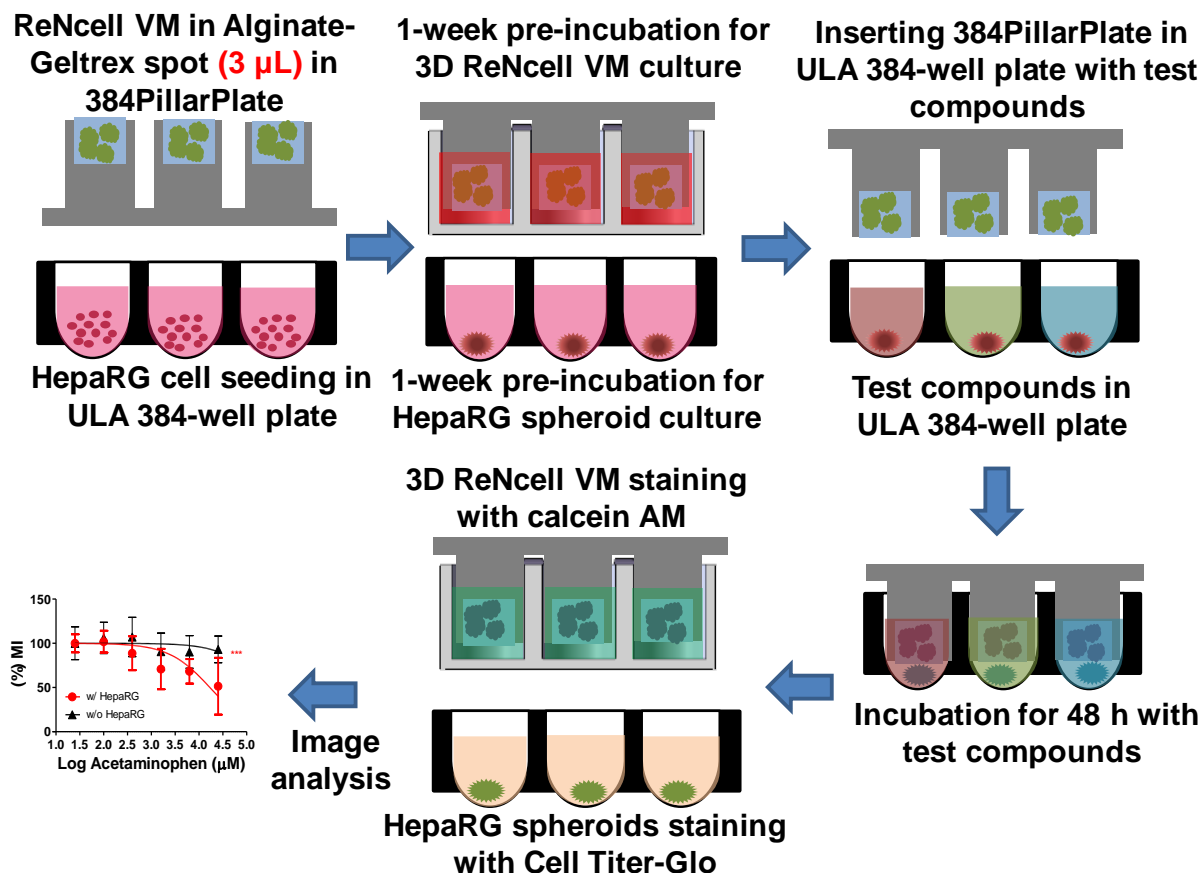 ReNcell VM in Alginate-
Geltrex spot (3 µL) in
384PillarPlate
1-week pre-incubation for
3D ReNcell VM culture
Inserting 384PillarPlate in
ULA 384-well plate with test
compounds
HepaRG cell seeding in
ULA 384-well plate
1-week pre-incubation for
HepaRG spheroid culture
Test compounds in
ULA 384-well plate
3D ReNcell VM staining
with calcein AM
Incubation for 48 h with
test compounds
HepaRG spheroids staining
with Cell Titer-Glo
Image
analysis
(%) MI
150
100
50
0
***
w/ HepaRG
w/o HepaRG
1.0 1.5 2.0 2.5 3.0 3.5 4.0 4.5 5.0
Log Acetaminophen (µM)